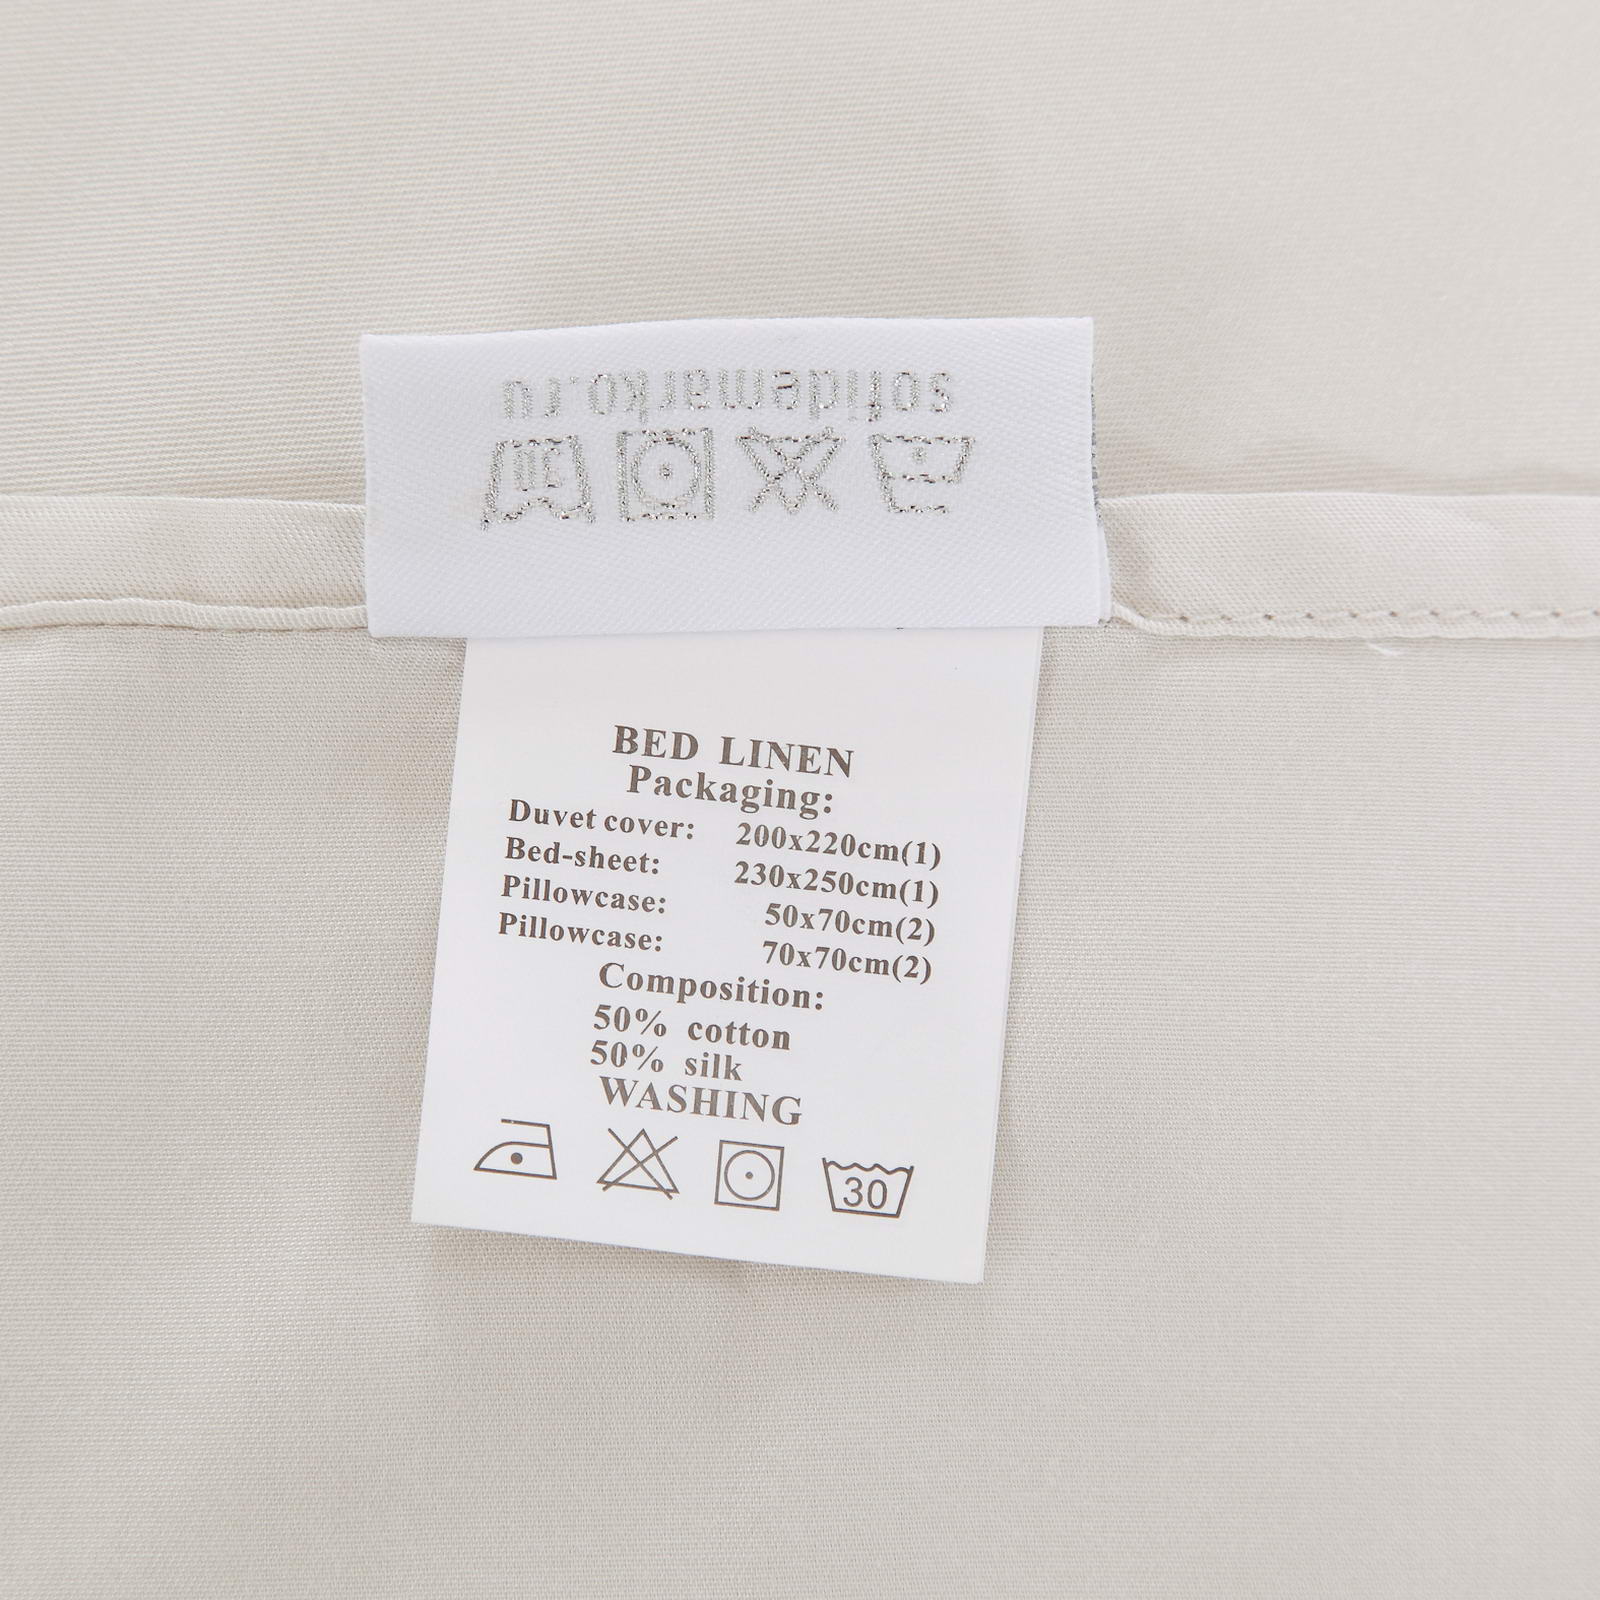 sofidemarko.ru
30
BED LINEN
Packaging:
Duvet cover: 200x220cm(1)
Bed-sheet: 230x250cm(1)
Pillowcase: 50x70cm(2)
Pillowcase: 70x70cm(2)
Composition:
50% cotton
50% silk
WASHING
30